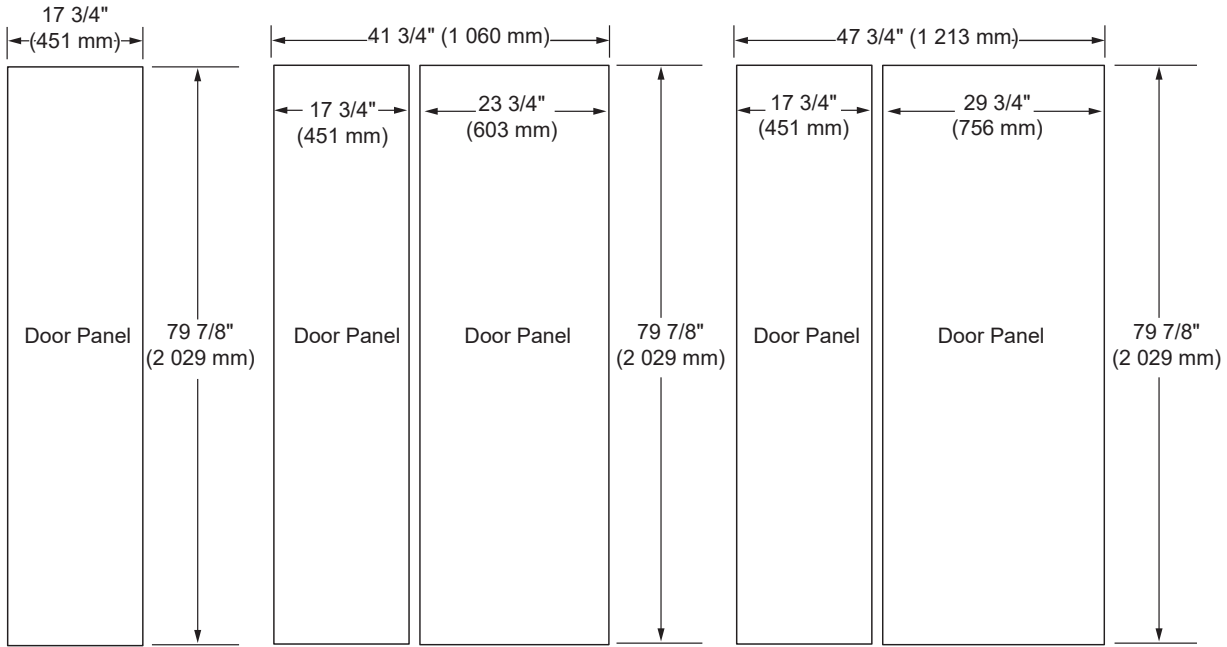 17 3/4"
(451 mm)
41 3/4" (1 060 mm)
47 3/4" (1 213 mm)
17 3/4"
(451 mm)
23 3/4"
(603 mm)
17 3/4"
(451 mm)
29 3/4"
(756 mm)
Door Panel
79 7/8"
(2 029 mm)
Door Panel
Door Panel
79 7/8"
(2 029 mm)
Door Panel
Door Panel
79 7/8"
(2 029 mm)